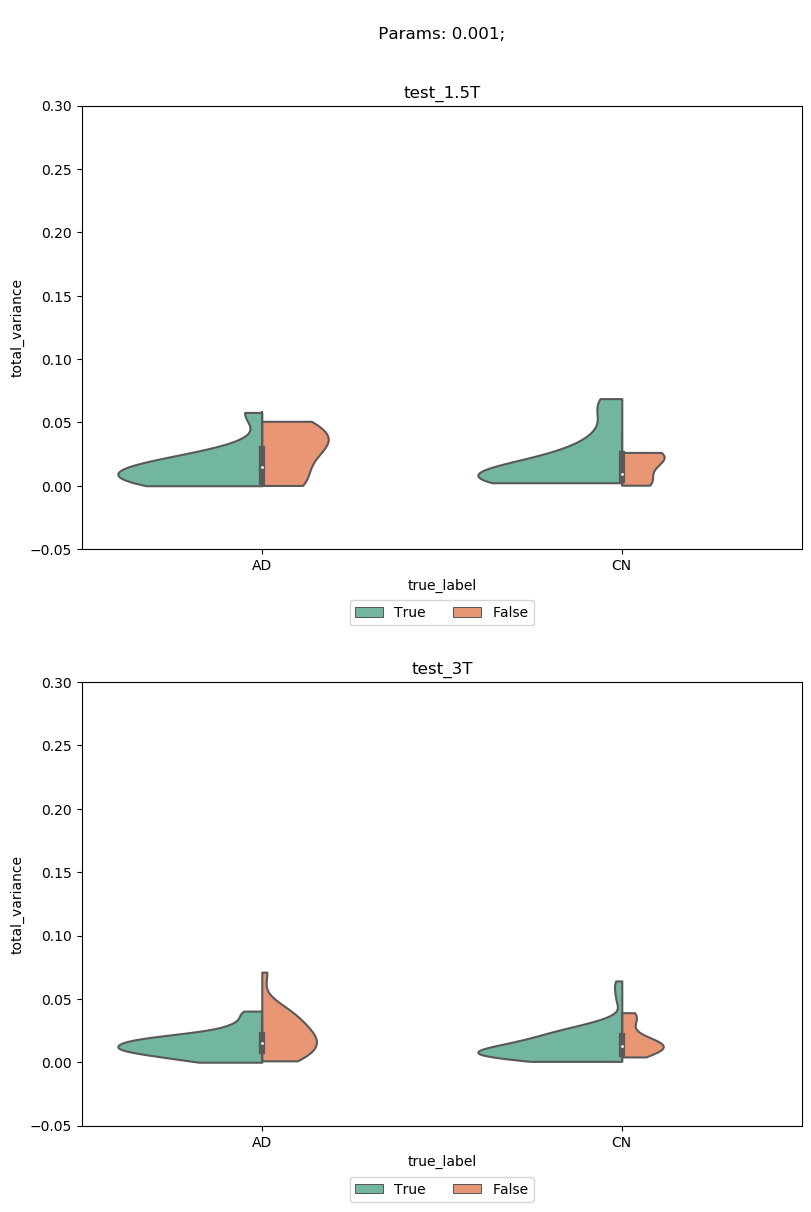 Params: 0.001;
test_1.5T
0.30
0.25
0.20
0.15
0.10
0.05
0.00
−0.05
total_variance
AD CN
true_label
True False
test_3T
0.30
0.25
0.20
0.15
0.10
0.05
0.00
−0.05
total_variance
AD CN
true_label
True False